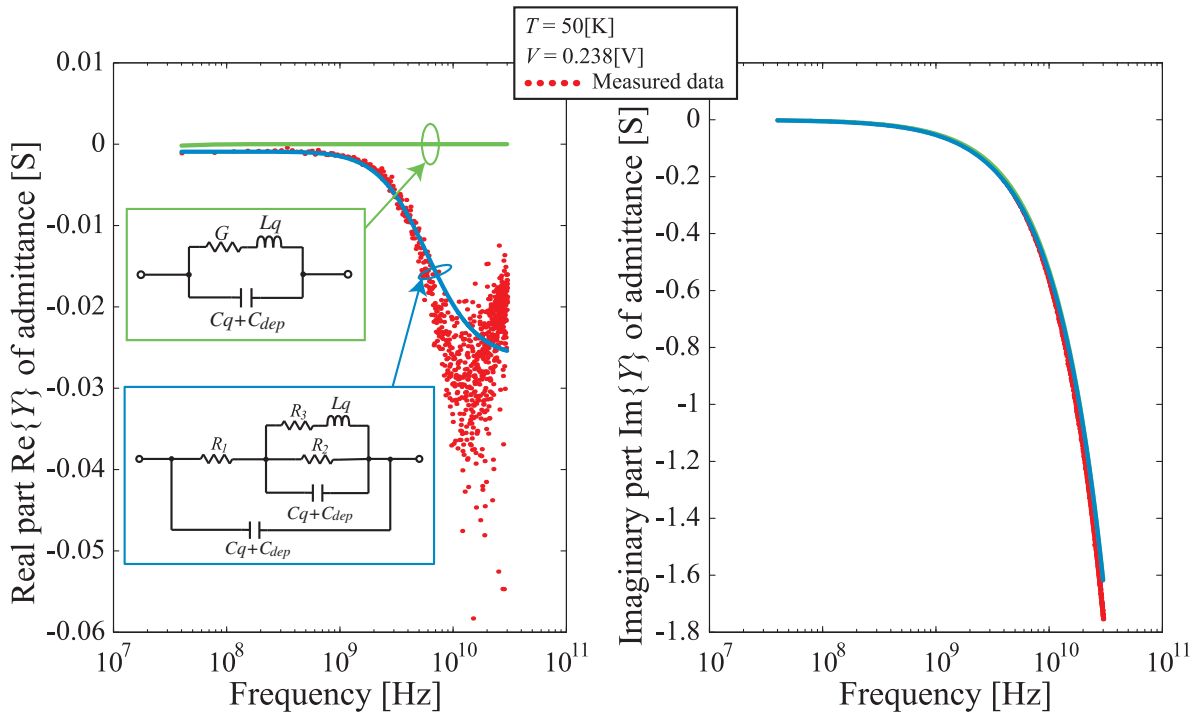 T = 50[K]
V = 0.238[V]
Measured data
Real part Re{Y} of admittance [S]
0.01
0
-0.01
-0.02
-0.03
-0.04
-0.05
-0.06
10^7
10^8
10^9
10^10
10^11
Frequency [Hz]
G
Lq
Cq+Cdep
R3
Lq
R1
R2
Cq+Cdep
Cq+Cdep
Imaginary part Im{Y} of admittance [S]
0
-0.2
-0.4
-0.6
-0.8
-1
-1.2
-1.4
-1.6
-1.8
10^7
10^8
10^9
10^10
10^11
Frequency [Hz]